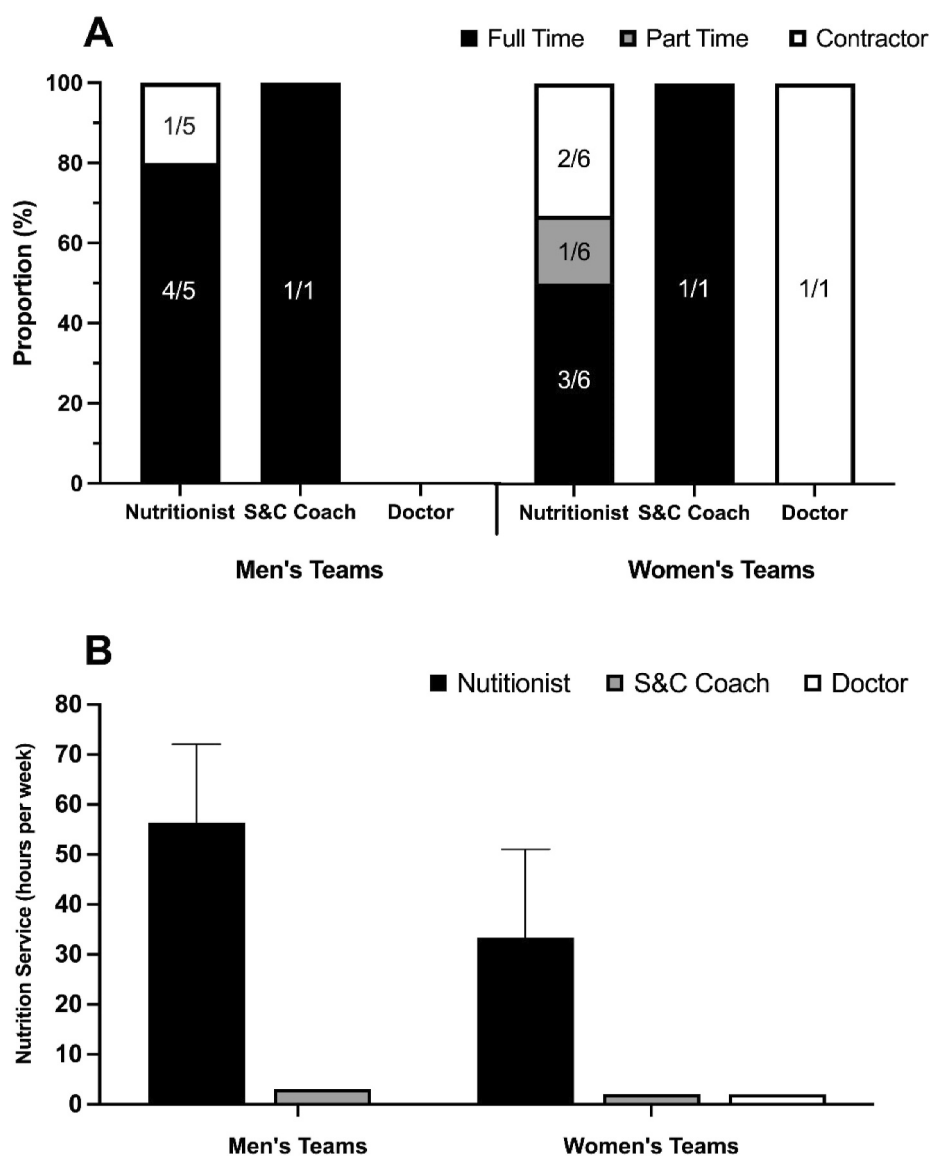 A
Full Time Part Time Contractor
Proportion (%)
100
80
60
40
20
0
1/5
4/5
1/1
2/6
1/6
3/6
1/1
1/1
Nutritionist S&C Coach Doctor Nutritionist S&C Coach Doctor
Men's Teams Women's Teams
B
Nutitionist S&C Coach Doctor
Nutrition Service (hours per week)
80
70
60
50
40
30
20
10
0
Men's Teams Women's Teams